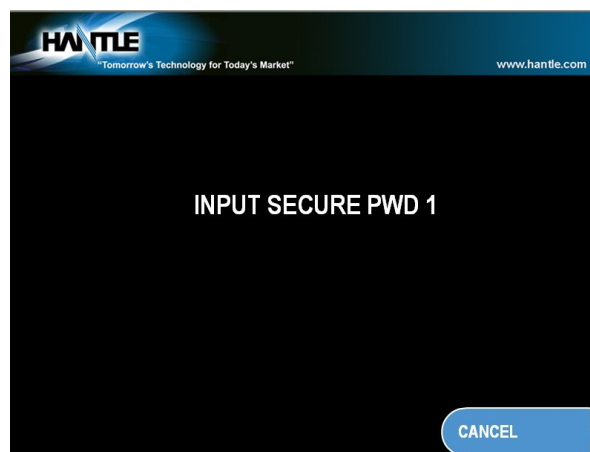 HANTLE
"Tomorrow's Technology for Today's Market"
www.hantle.com
INPUT SECURE PWD 1
CANCEL